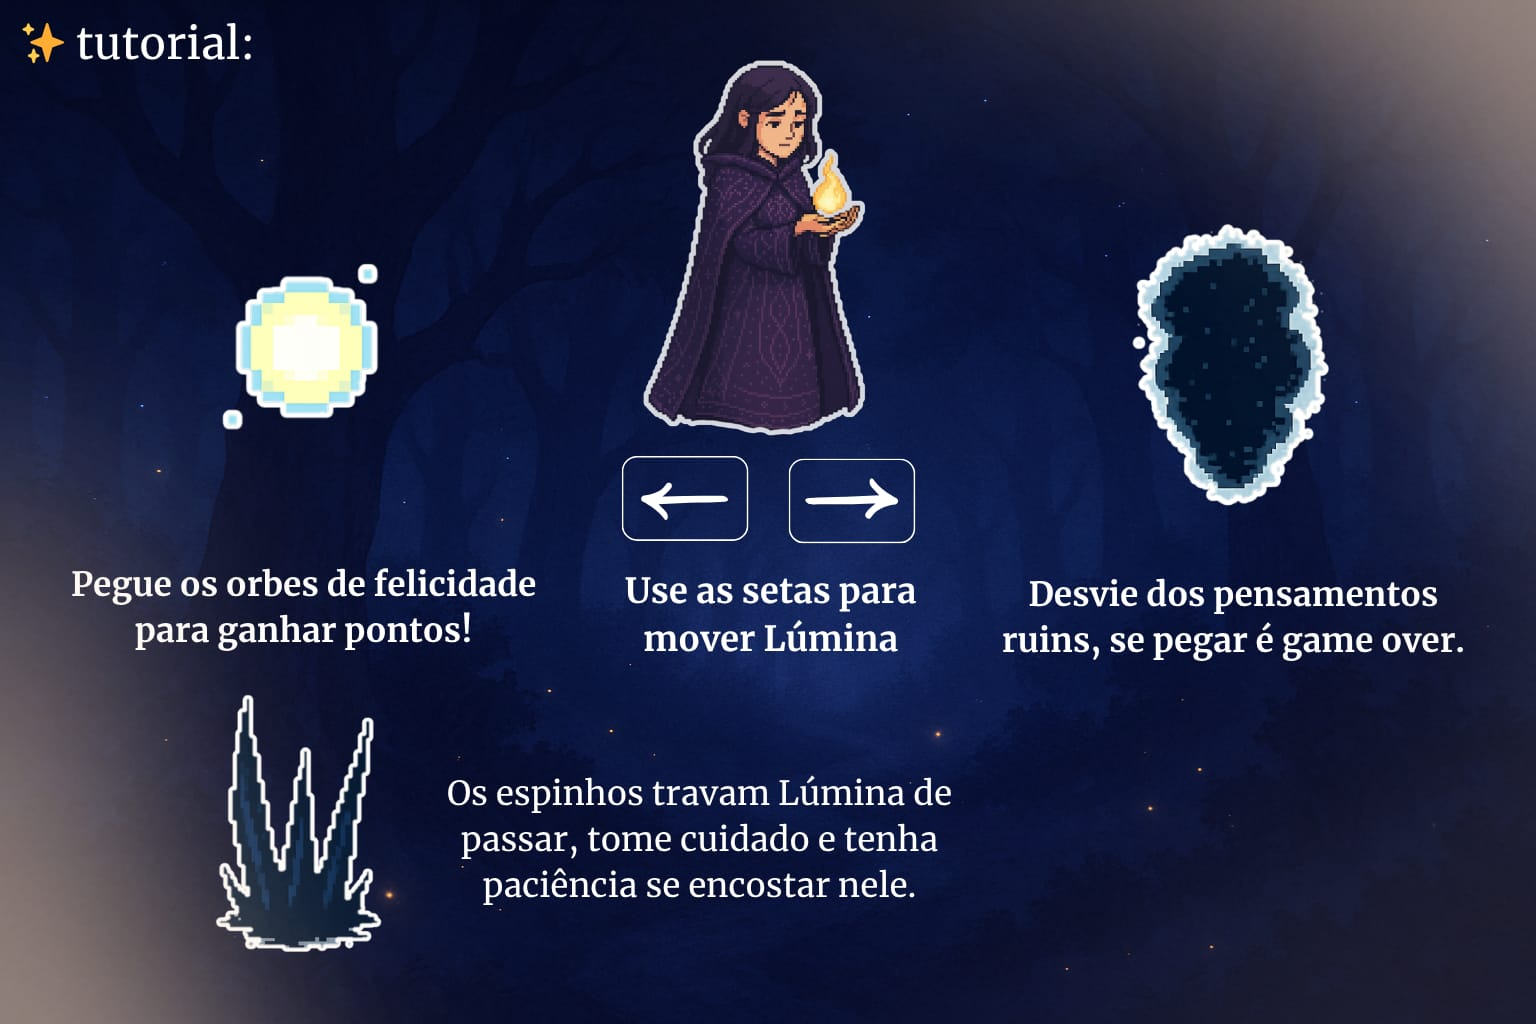 tutorial:
Pegue os orbes de felicidade
para ganhar pontos!
Use as setas para
mover Lúmina
Desvie dos pensamentos
ruins, se pegar é game over.
Os espinhos travam Lúmina de
passar, tome cuidado e tenha
paciência se encostar nele.